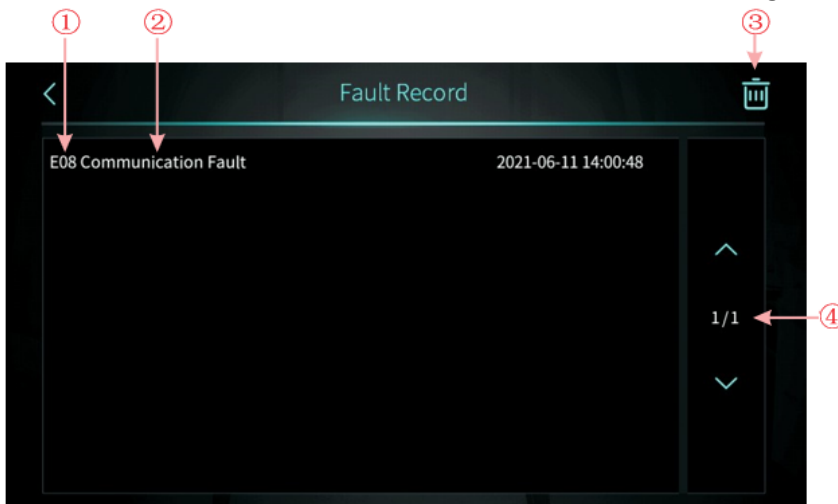 ① ② ③
Fault Record
E08 Communication Fault 2021-06-11 14:00:48
1/1 ④